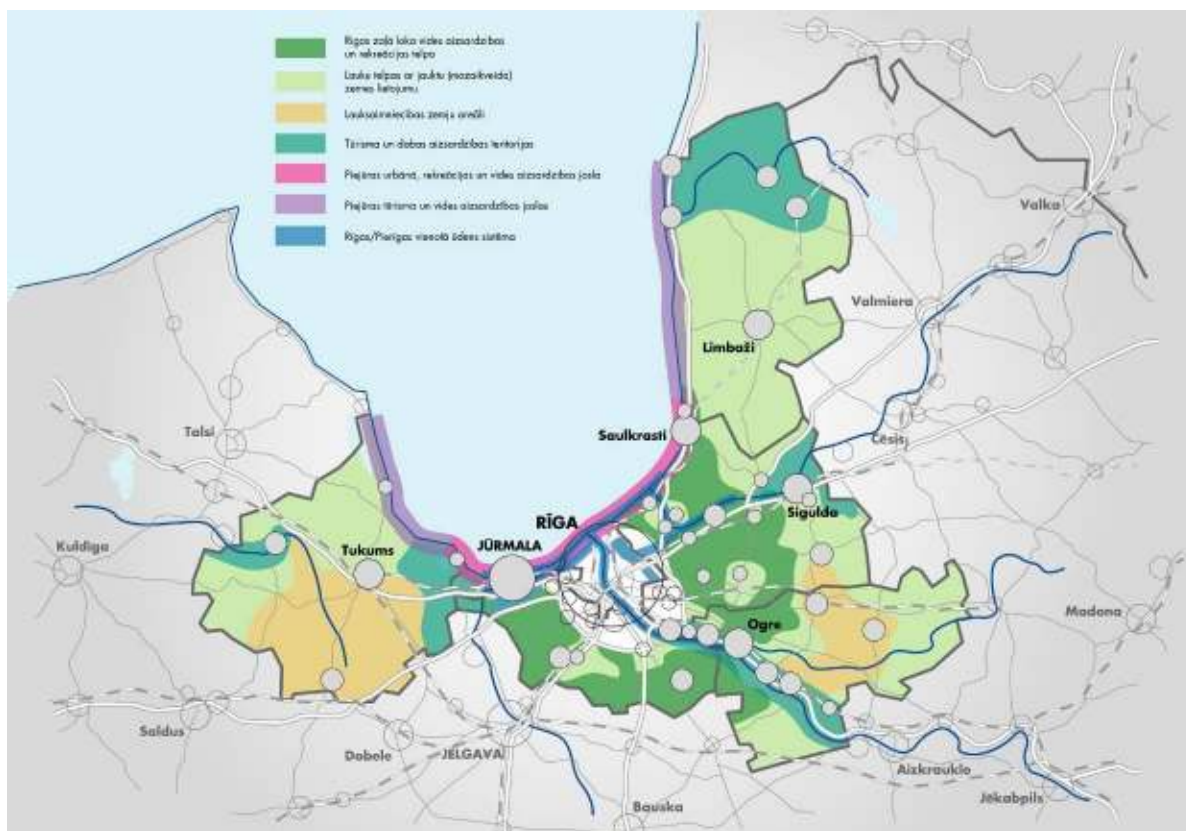 Rīgas zaļā loka vides aizsardzības
un rekreācijas telpa
Lauku telpas ar jauktu (mozaīkveida)
zemes lietojumu
Lauksaimniecības zemju areāli
Tūrisma un dabas aizsardzības teritorijas
Piejūras urbānā, rekreācijas un vides aizsardzības josla
Piejūras tūrisma un vides aizsardzības joslas
Rīgas/Pierīgas vienotā ūdens sistēma
Valka
Valmiera
Limbaži
Talsi
Saulkrasti
Cēsis
Sigulda
RĪGA
Kuldīga
Tukums
JŪRMALA
Madona
Ogre
Saldus
Dobele
JELGAVA
Aizkraukle
Jēkabpils
Bauska